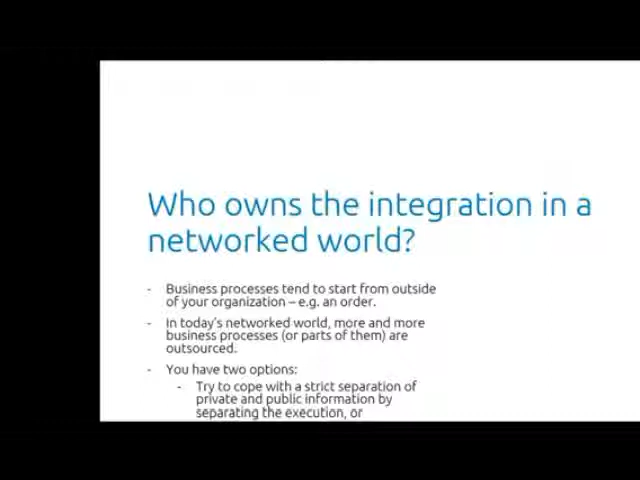 Who owns the integration in a
networked world?
- Business processes tend to start from outside
of your organization – e.g. an order.
- In today's networked world, more and more
business processes (or parts of them) are
outsourced.
- You have two options:
- Try to cope with a strict separation of
private and public information by
separating the execution, or